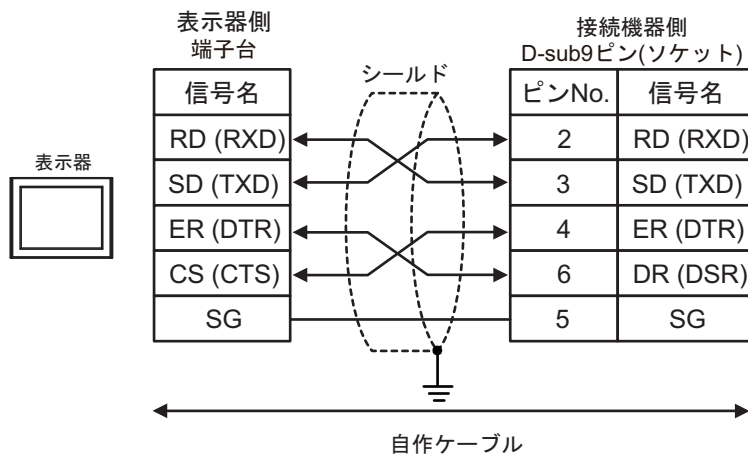 表示器側
端子台
接続機器側
D-sub9ピン(ソケット)
シールド
信号名
ピンNo.
信号名
RD (RXD)
2
RD (RXD)
SD (TXD)
3
SD (TXD)
表示器
ER (DTR)
4
ER (DTR)
CS (CTS)
6
DR (DSR)
SG
5
SG
自作ケーブル